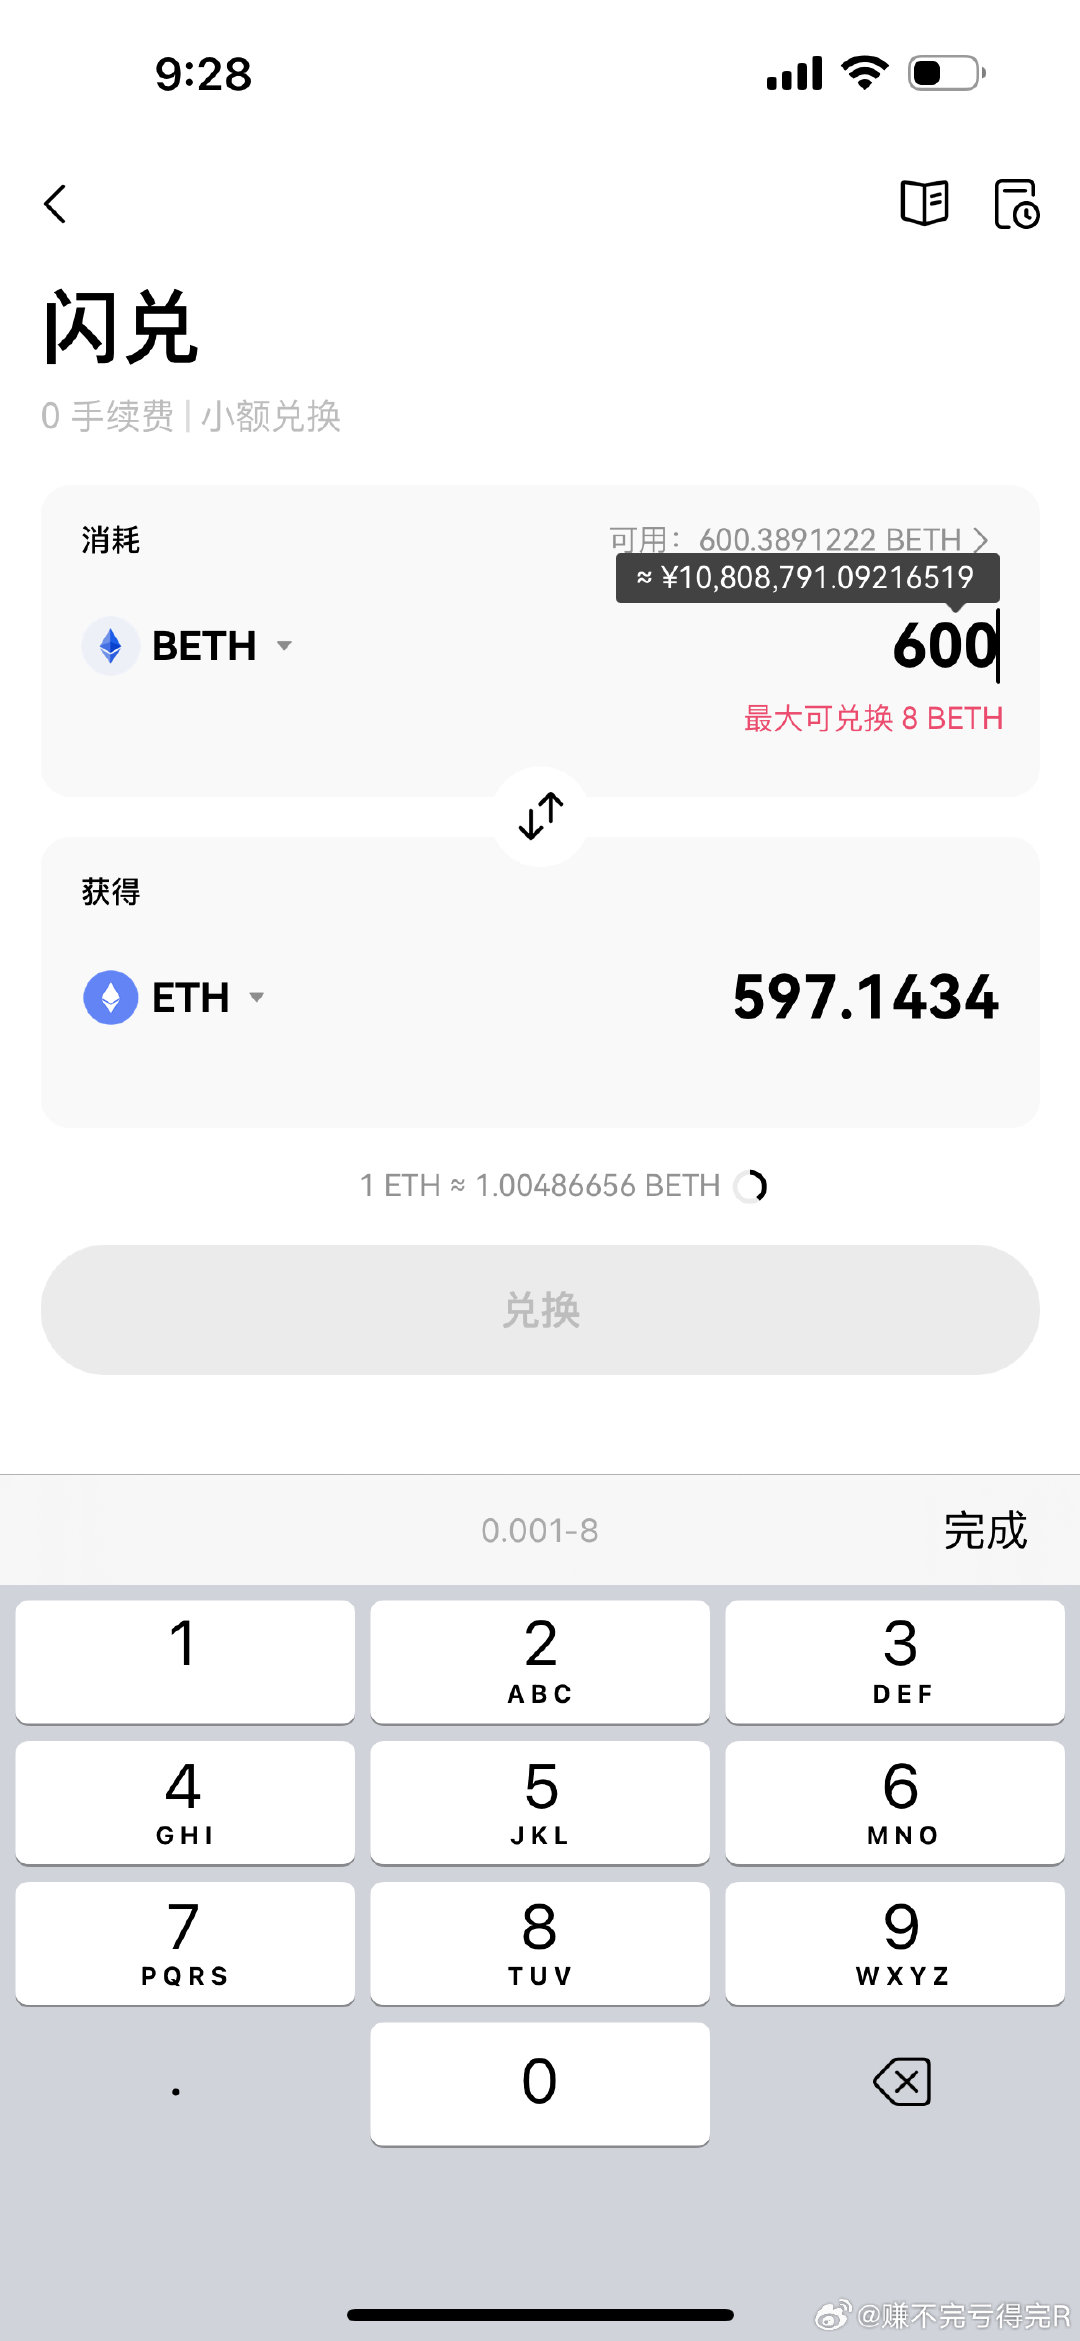 9:28
闪兑
0 手续费 | 小额兑换
消耗
可用: 600.3891222 BETH
≈ ¥10,808,791.09216519
BETH
600
最大可兑换 8 BETH
获得
ETH
597.1434
1 ETH ≈ 1.00486656 BETH
兑换
0.001-8
完成
1
2
ABC
3
DEF
4
GHI
5
JKL
6
MNO
7
PQRS
8
TUV
9
WXYZ
.
0
@赚不完亏得完R